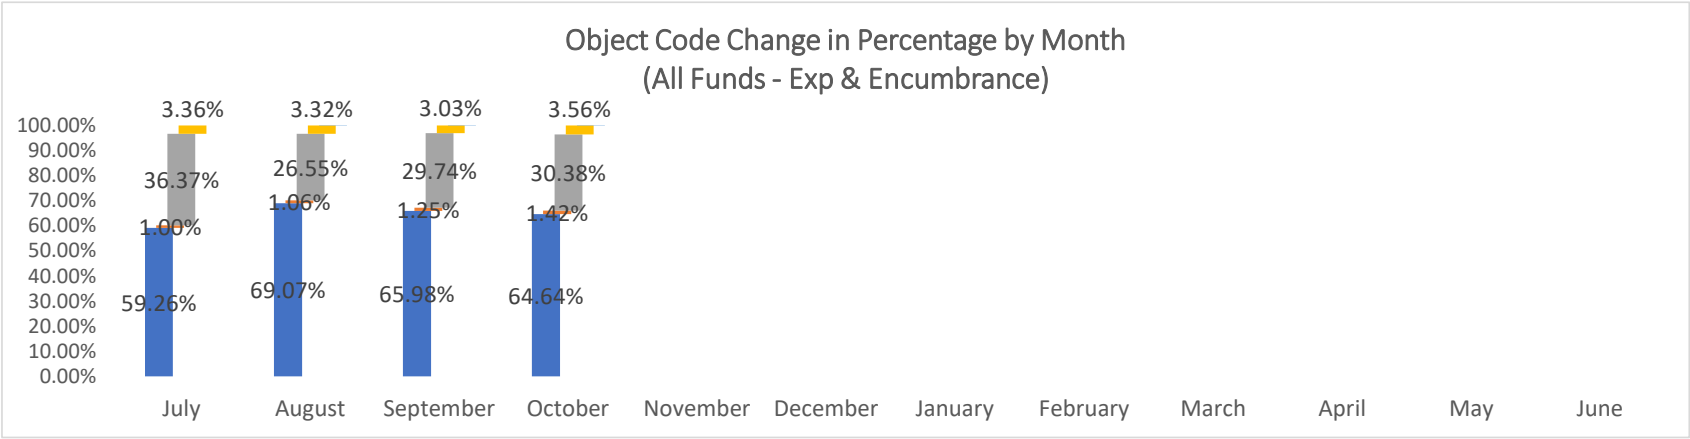 Object Code Change in Percentage by Month
(All Funds - Exp & Encumbrance)
3.36% 3.32% 3.03% 3.56%
100.00%
90.00%
80.00%
70.00%
60.00%
50.00%
40.00%
30.00%
20.00%
10.00%
0.00%
36.37% 26.55% 29.74% 30.38%
1.00% 1.06% 1.25% 1.42%
59.26% 69.07% 65.98% 64.64%
July August September October November December January February March April May June